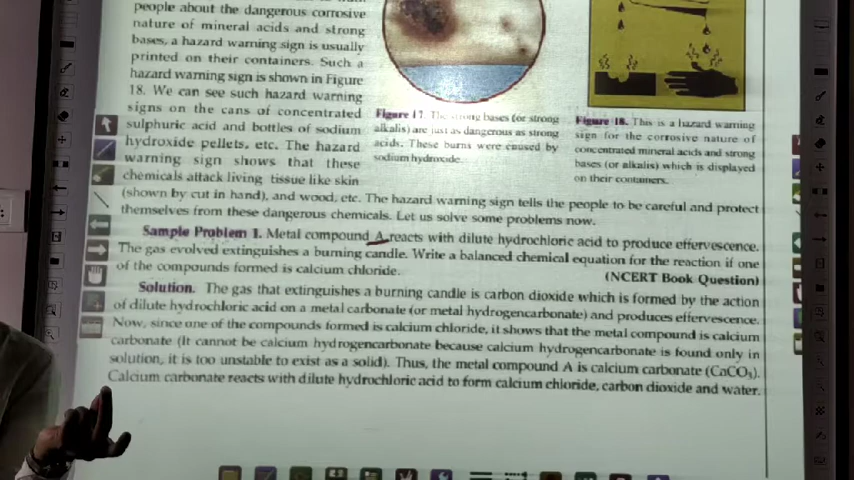 people about the dangerous corrosive
nature of mineral acids and strong
bases, a hazard warning sign is usually
printed on their containers. Such a
hazard warning sign is shown in Figure
18. We can see such hazard warning
signs on the cans of concentrated
sulphuric acid and bottles of sodium
hydroxide pellets, etc. The hazard
warning sign shows that these
chemicals attack living tissue like skin
Figure 17. The strong bases (or strong
alkalis) are just as dangerous as strong
acids. These burns were caused by
sodium hydroxide.
Figure 18. This is a hazard warning
sign for the corrosive nature of
concentrated mineral acids and strong
bases (or alkalis) which is displayed
on their containers.
(shown by cut in hand), and wood, etc. The hazard warning sign tells the people to be careful and protect
themselves from these dangerous chemicals. Let us solve some problems now.
Sample Problem 1. Metal compound A reacts with dilute hydrochloric acid to produce effervescence.
The gas evolved extinguishes a burning candle. Write a balanced chemical equation for the reaction if one
of the compounds formed is calcium chloride. (NCERT Book Question)
Solution. The gas that extinguishes a burning candle is carbon dioxide which is formed by the action
of dilute hydrochloric acid on a metal carbonate (or metal hydrogencarbonate) and produces effervescence.
Now, since one of the compounds formed is calcium chloride, it shows that the metal compound is calcium
carbonate (It cannot be calcium hydrogencarbonate because calcium hydrogencarbonate is found only in
solution, it is too unstable to exist as a solid). Thus, the metal compound A is calcium carbonate (CaCO₃).
Calcium carbonate reacts with dilute hydrochloric acid to form calcium chloride, carbon dioxide and water.